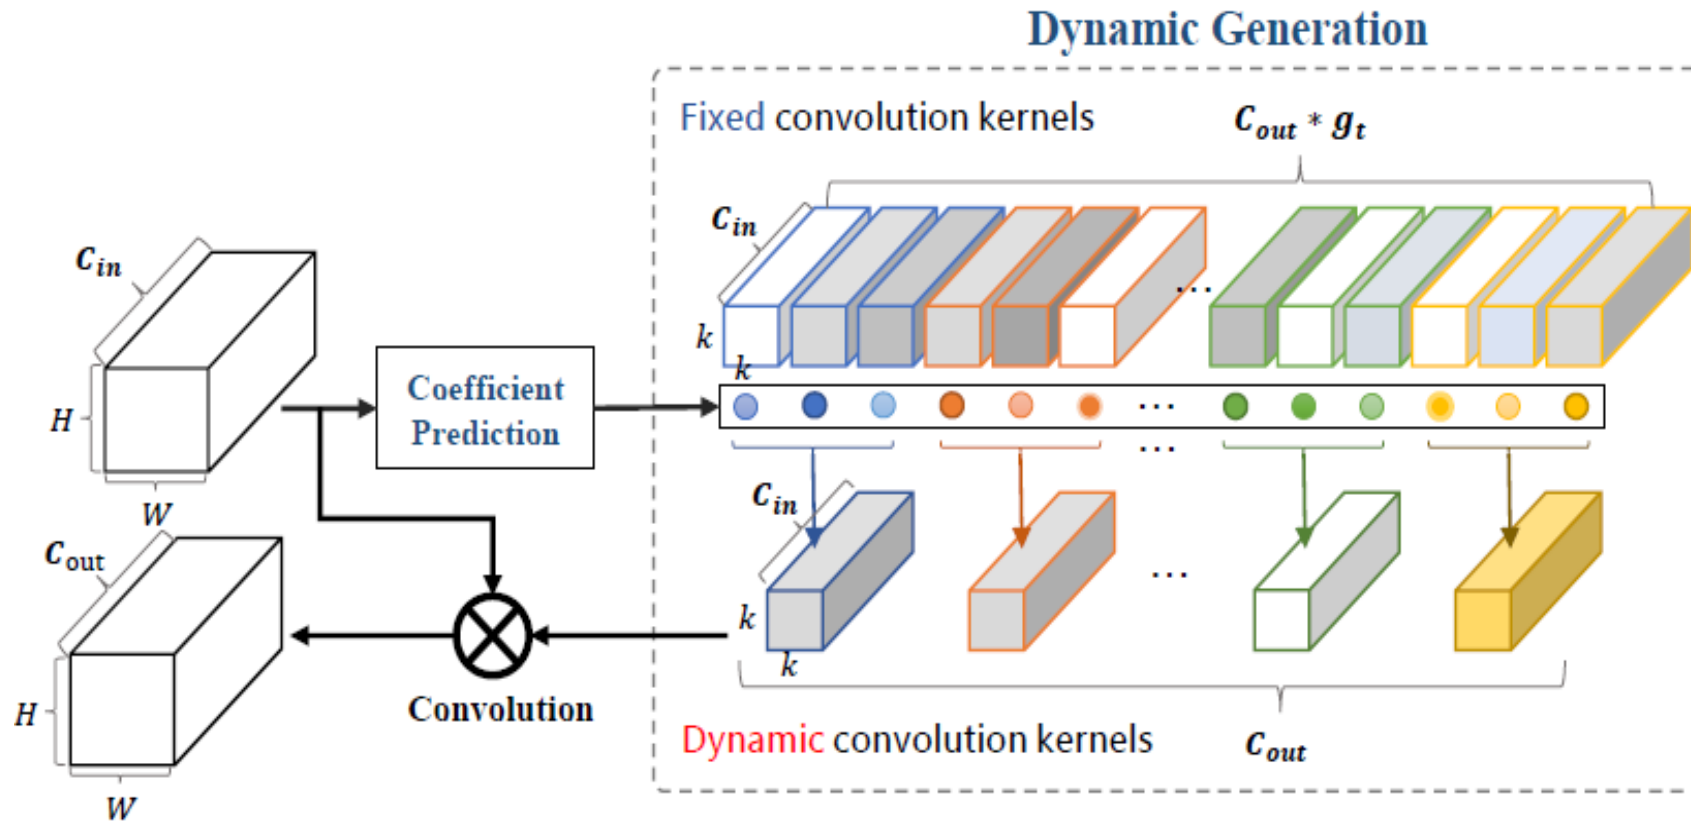 Dynamic Generation
Fixed convolution kernels
C_out * g_t
C_in
C_in
k
k
H
Coefficient
Prediction
...
...
...
W
C_in
C_out
...
k
k
H
Convolution
Dynamic convolution kernels
C_out
W